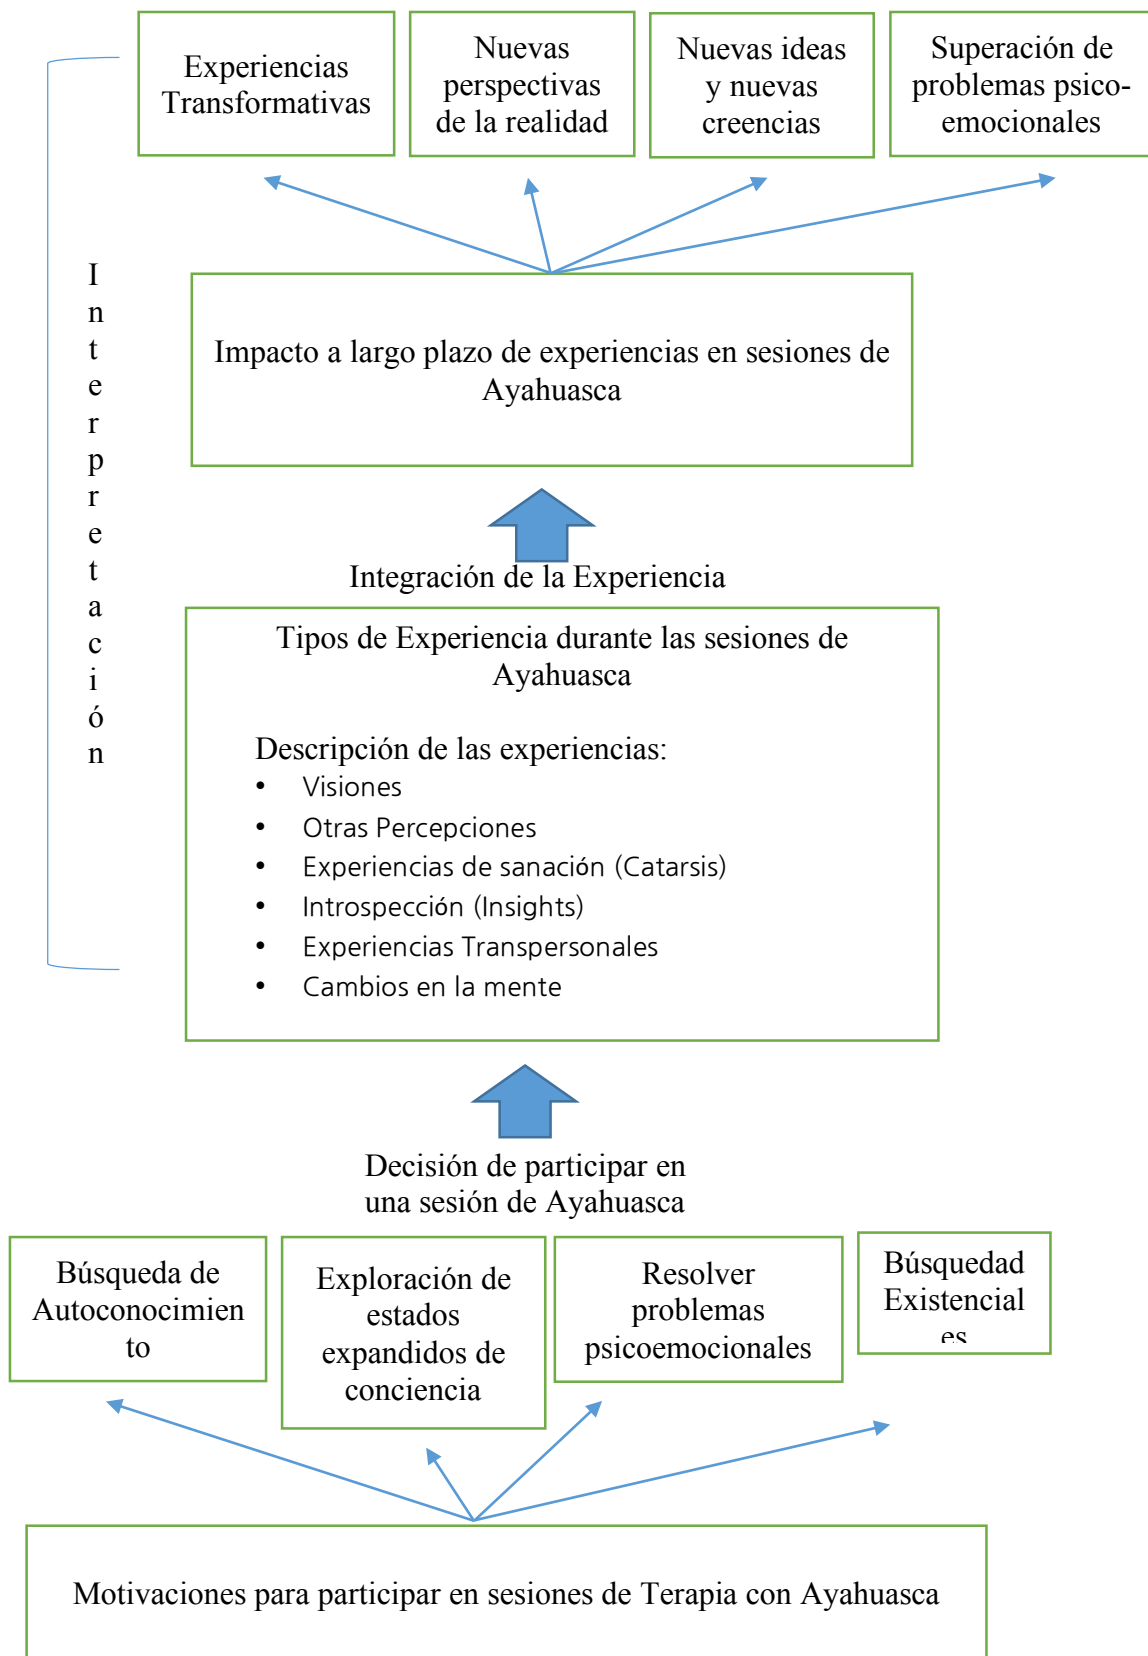 Experiencias
Transformativas
Nuevas
perspectivas
de la realidad
Nuevas ideas
y nuevas
creencias
Superación de
problemas psico-
emocionales
Interpretación
Impacto a largo plazo de experiencias en sesiones de
Ayahuasca
Integración de la Experiencia
Tipos de Experiencia durante las sesiones de
Ayahuasca
Descripción de las experiencias:
• Visiones
• Otras Percepciones
• Experiencias de sanación (Catarsis)
• Introspección (Insights)
• Experiencias Transpersonales
• Cambios en la mente
Decisión de participar en
una sesión de Ayahuasca
Búsqueda de
Autoconocimien
to
Exploración de
estados
expandidos de
conciencia
Resolver
problemas
psicoemocionales
Búsquedad
Existencial
es
Motivaciones para participar en sesiones de Terapia con Ayahuasca